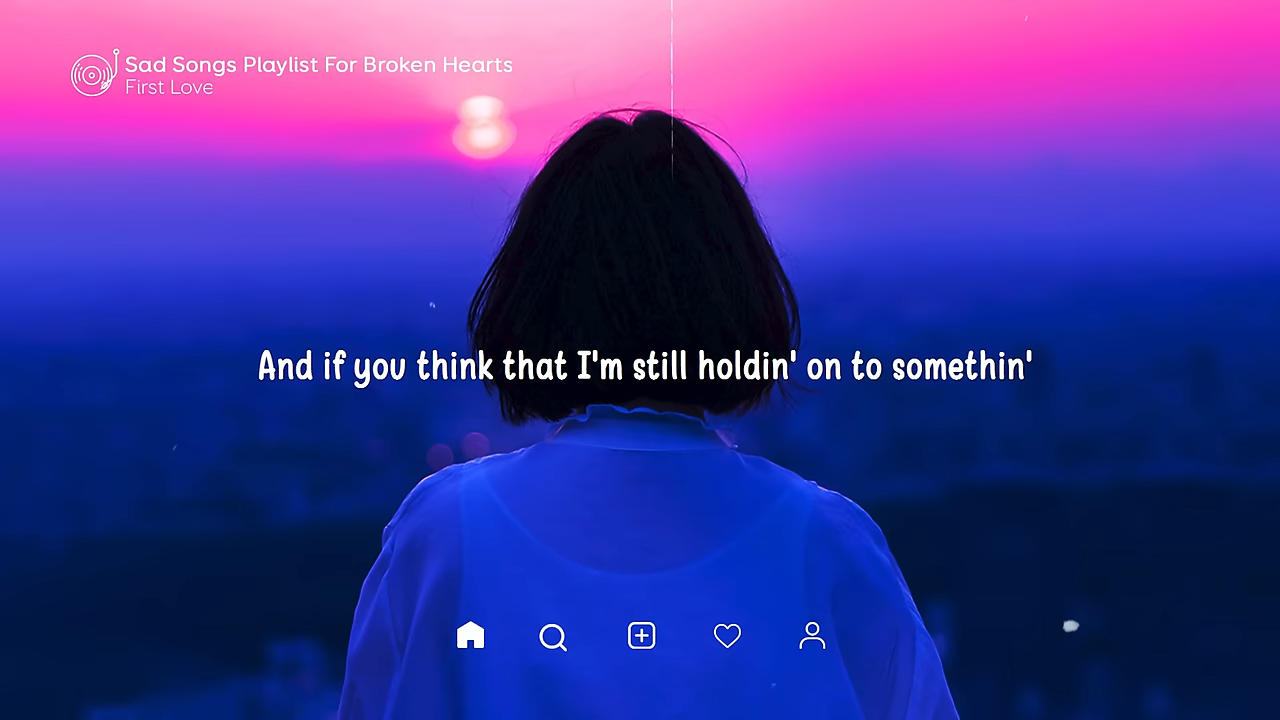 Sad Songs Playlist For Broken Hearts
First Love
And if you think that I'm still holdin' on to somethin'